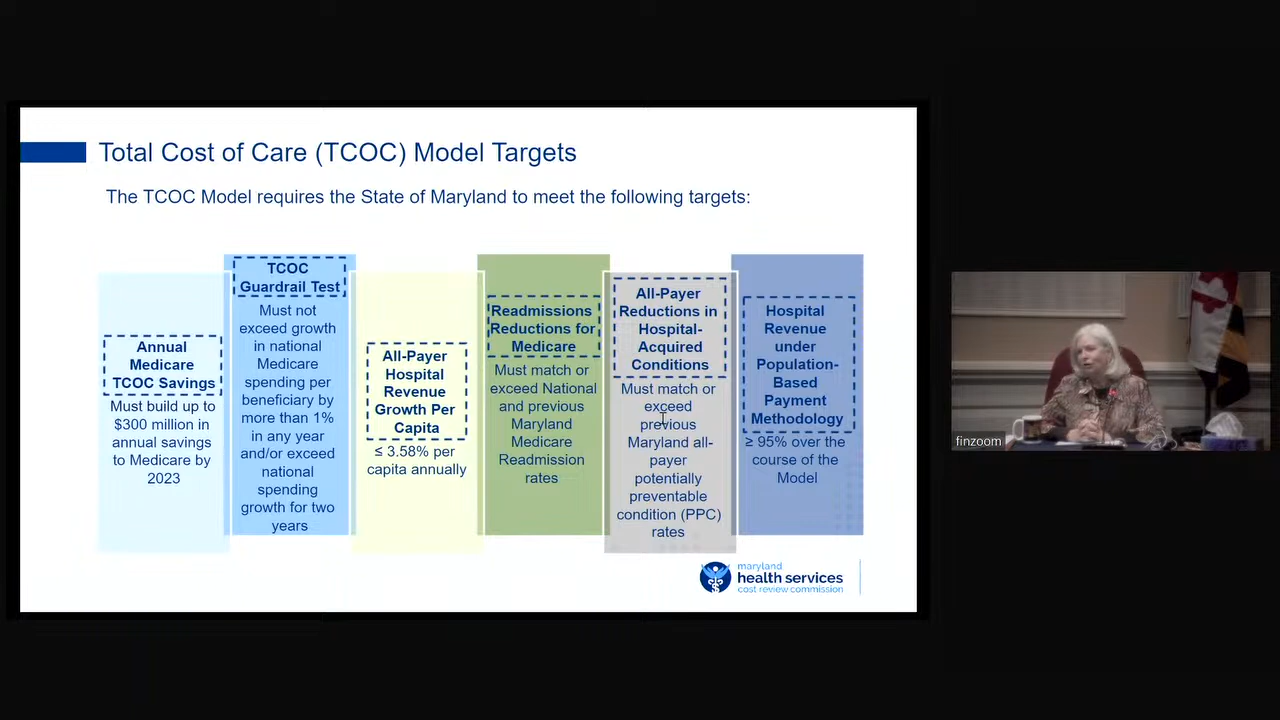 Total Cost of Care (TCOC) Model Targets
The TCOC Model requires the State of Maryland to meet the following targets:
Annual
Medicare
TCOC Savings
Must build up to
$300 million in
annual savings
to Medicare by
2023
TCOC
Guardrail Test
Must not
exceed growth
in national
Medicare
spending per
beneficiary by
more than 1%
in any year
and/or exceed
national
spending
growth for two
years
All-Payer
Hospital
Revenue
Growth Per
Capita
≤ 3.58% per
capita annually
Readmissions
Reductions for
Medicare
Must match or
exceed National
and previous
Maryland
Medicare
Readmission
rates
All-Payer
Reductions in
Hospital-
Acquired
Conditions
Must match or
exceed
previous
Maryland all-
payer
potentially
preventable
condition (PPC)
rates
Hospital
Revenue
under
Population-
Based
Payment
Methodology
≥ 95% over the
course of the
Model
maryland
health services
cost review commission
finzoom